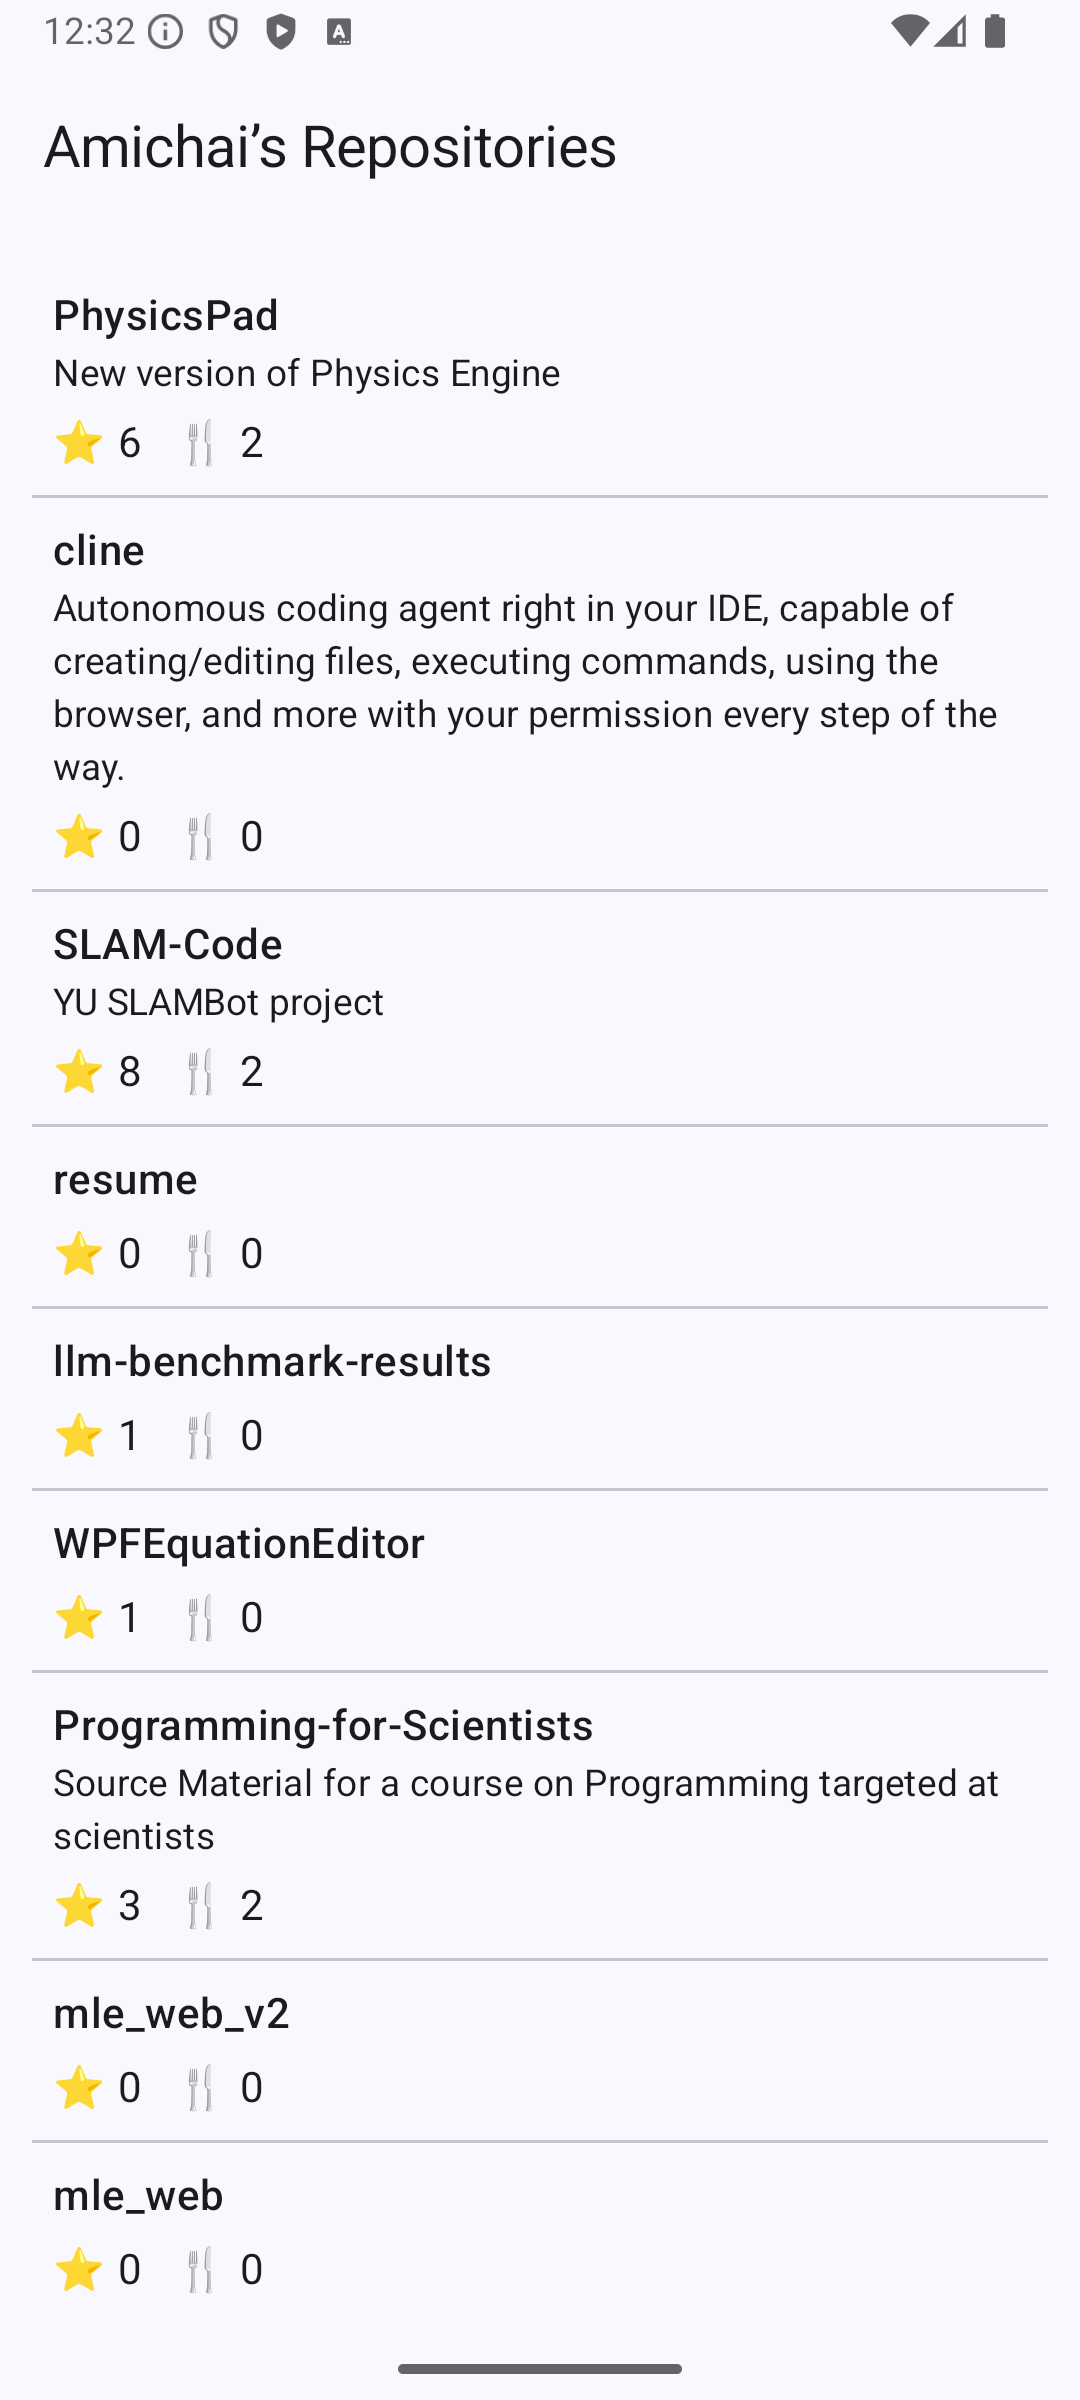 12:32
Amichai’s Repositories
PhysicsPad
New version of Physics Engine
⭐ 6 🍴 2
cline
Autonomous coding agent right in your IDE, capable of
creating/editing files, executing commands, using the
browser, and more with your permission every step of the
way.
⭐ 0 🍴 0
SLAM-Code
YU SLAMBot project
⭐ 8 🍴 2
resume
⭐ 0 🍴 0
llm-benchmark-results
⭐ 1 🍴 0
WPFEquationEditor
⭐ 1 🍴 0
Programming-for-Scientists
Source Material for a course on Programming targeted at
scientists
⭐ 3 🍴 2
mle_web_v2
⭐ 0 🍴 0
mle_web
⭐ 0 🍴 0